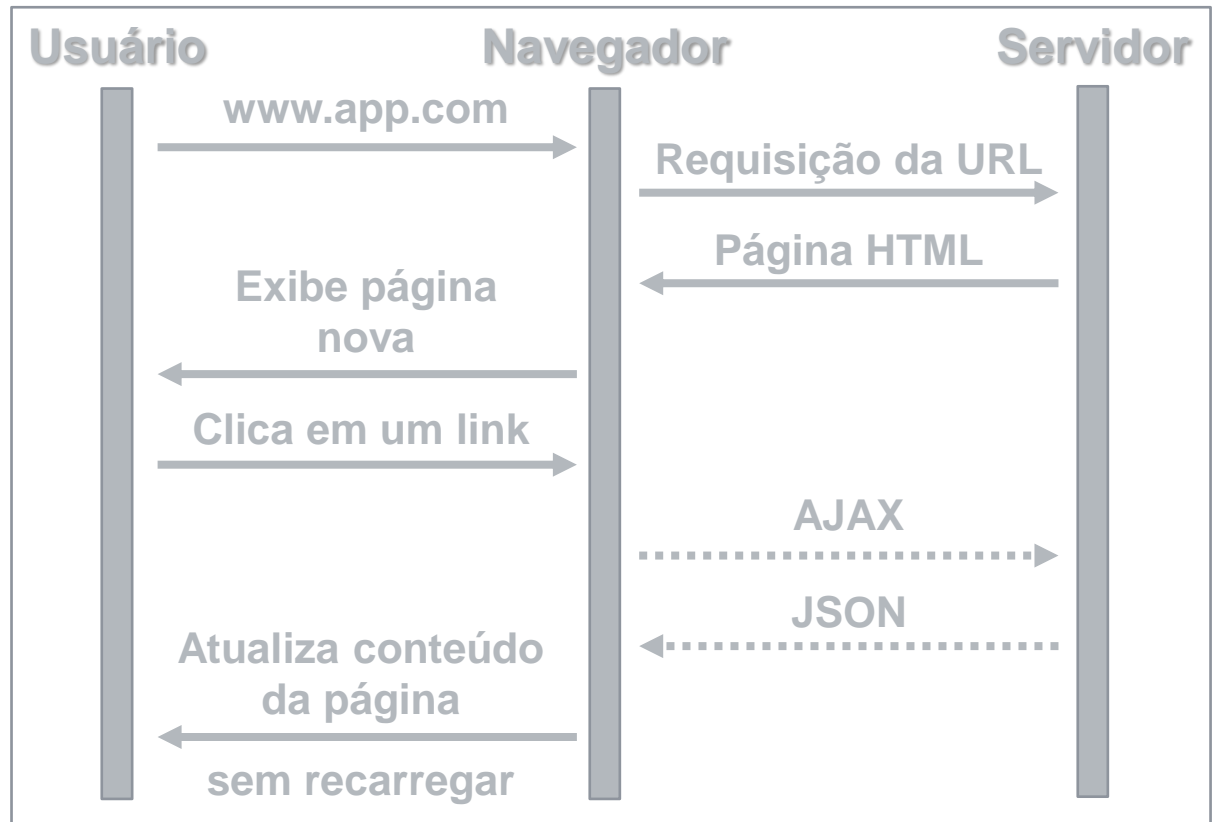 Usuário
Navegador
Servidor
www.app.com
Requisição da URL
Página HTML
Exibe página
nova
Clica em um link
AJAX
JSON
Atualiza conteúdo
da página
sem recarregar